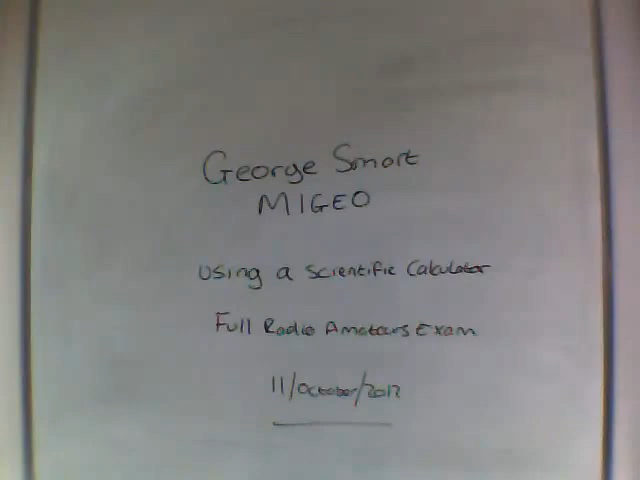 George Smart
M1GEO
Using a Scientific Calculator
Full Radio Amateurs Exam
11/October/2012